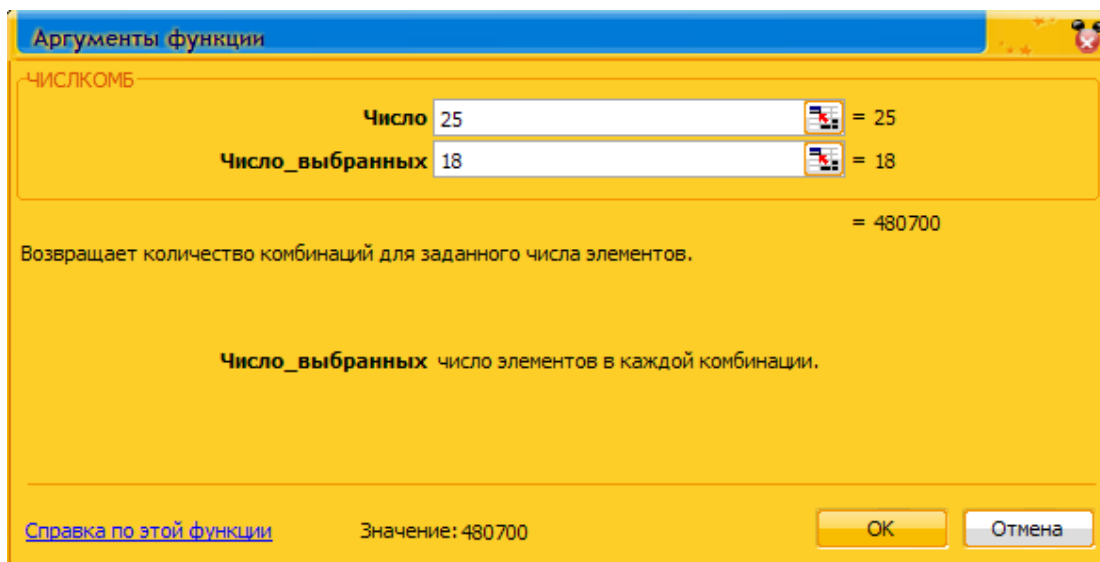 Аргументы функции
ЧИСЛКОМБ
Число 25 = 25
Число_выбранных 18 = 18
= 480700
Возвращает количество комбинаций для заданного числа элементов.
Число_выбранных число элементов в каждой комбинации.
Справка по этой функции Значение: 480700 OK Отмена